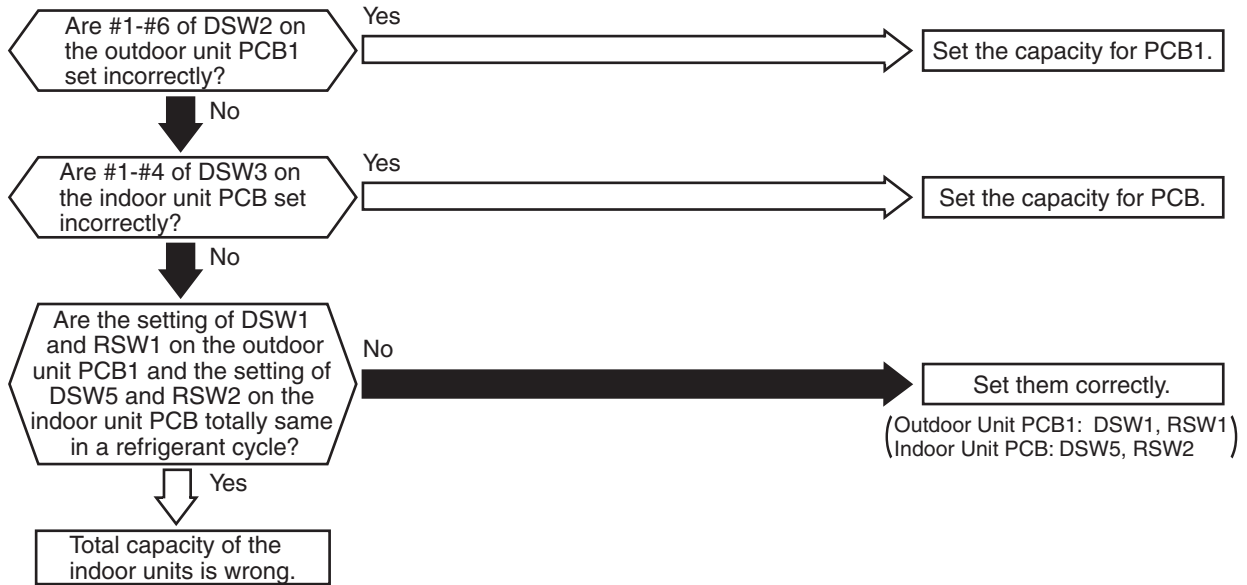 Are #1-#6 of DSW2 on
the outdoor unit PCB1
set incorrectly?
Yes
Set the capacity for PCB1.
No
Are #1-#4 of DSW3 on
the indoor unit PCB set
incorrectly?
Yes
Set the capacity for PCB.
No
Are the setting of DSW1
and RSW1 on the outdoor
unit PCB1 and the setting of
DSW5 and RSW2 on the
indoor unit PCB totally same
in a refrigerant cycle?
No
Set them correctly.
(Outdoor Unit PCB1: DSW1, RSW1
Indoor Unit PCB: DSW5, RSW2)
Yes
Total capacity of the
indoor units is wrong.